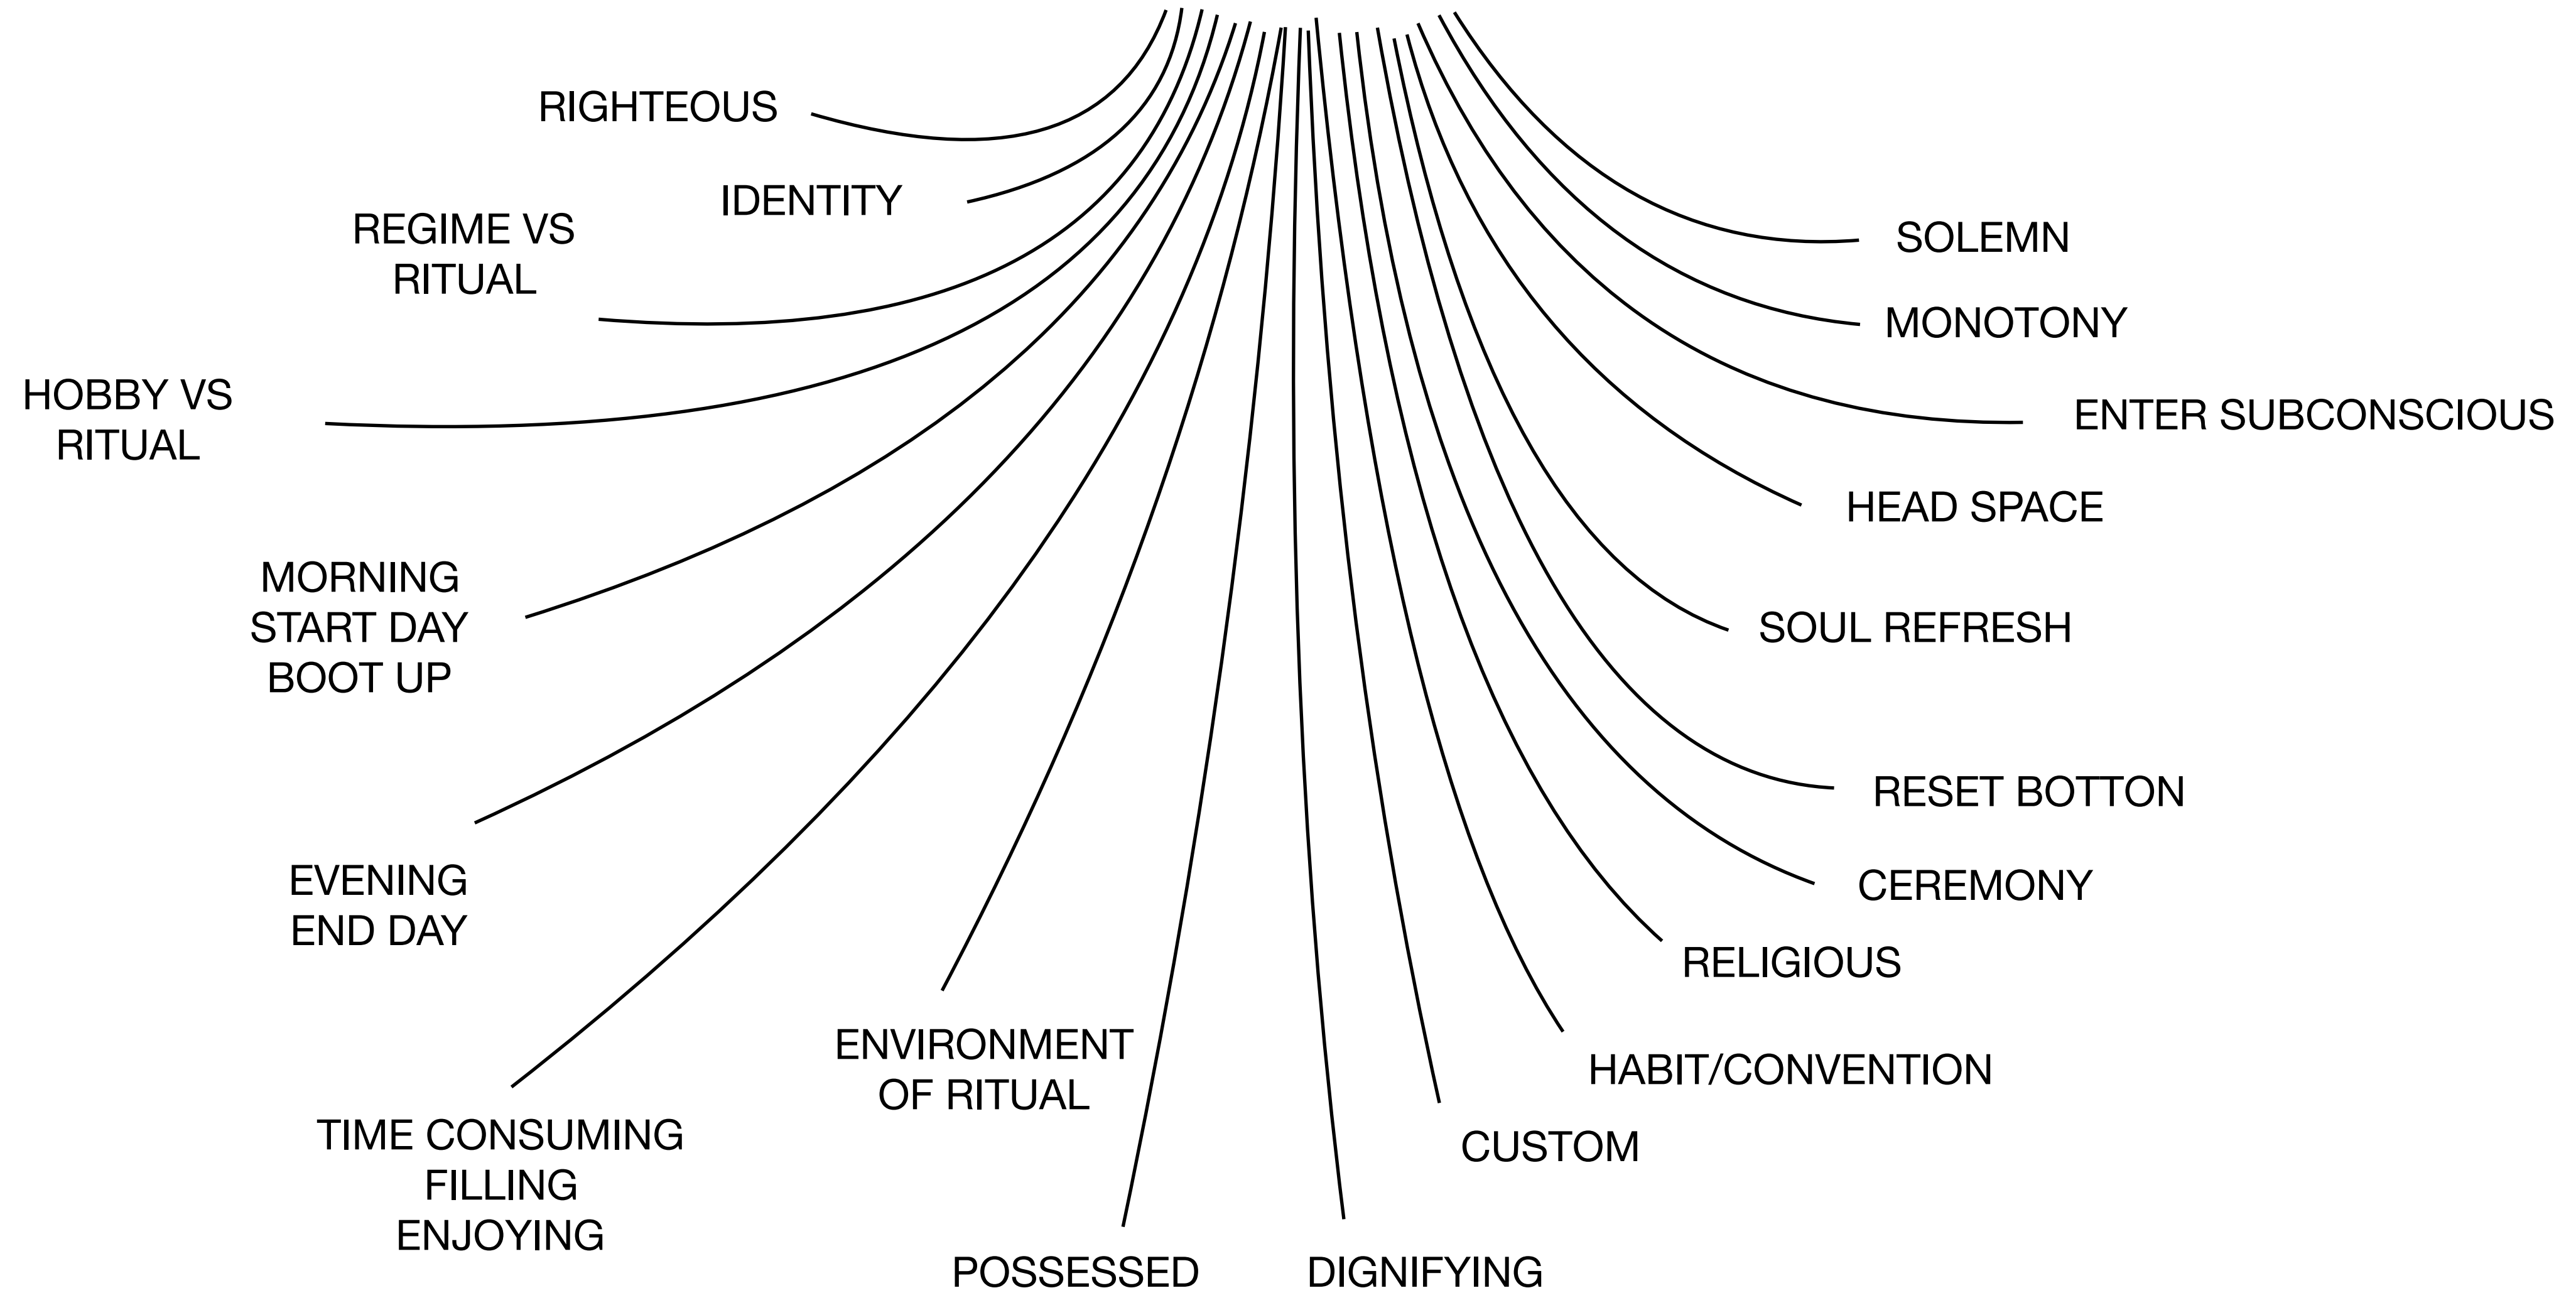 RIGHTEOUS
IDENTITY
REGIME VS
RITUAL
HOBBY VS
RITUAL
MORNING
START DAY
BOOT UP
EVENING
END DAY
TIME CONSUMING
FILLING
ENJOYING
ENVIRONMENT
OF RITUAL
POSSESSED
DIGNIFYING
CUSTOM
HABIT/CONVENTION
RELIGIOUS
CEREMONY
RESET BOTTON
SOUL REFRESH
HEAD SPACE
ENTER SUBCONSCIOUS
MONOTONY
SOLEMN